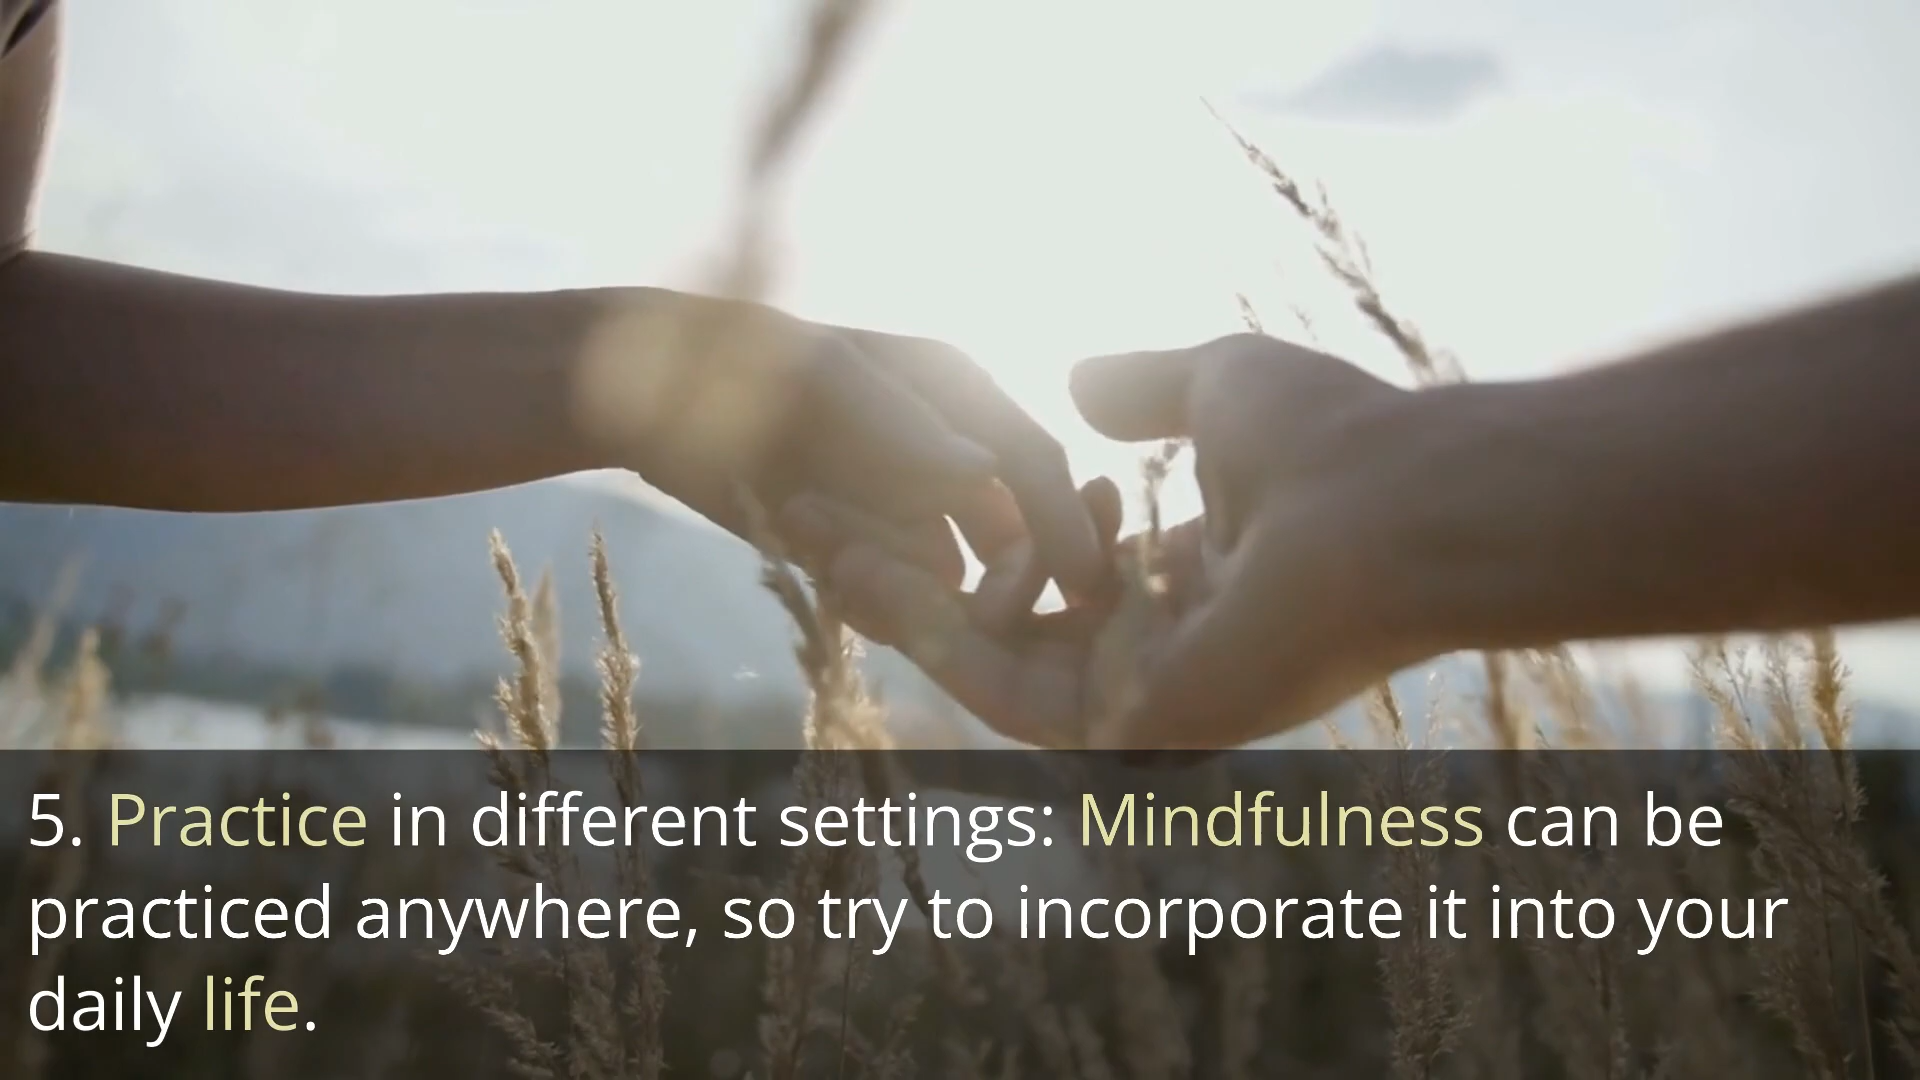 5. Practice in different settings: Mindfulness can be
practiced anywhere, so try to incorporate it into your
daily life.